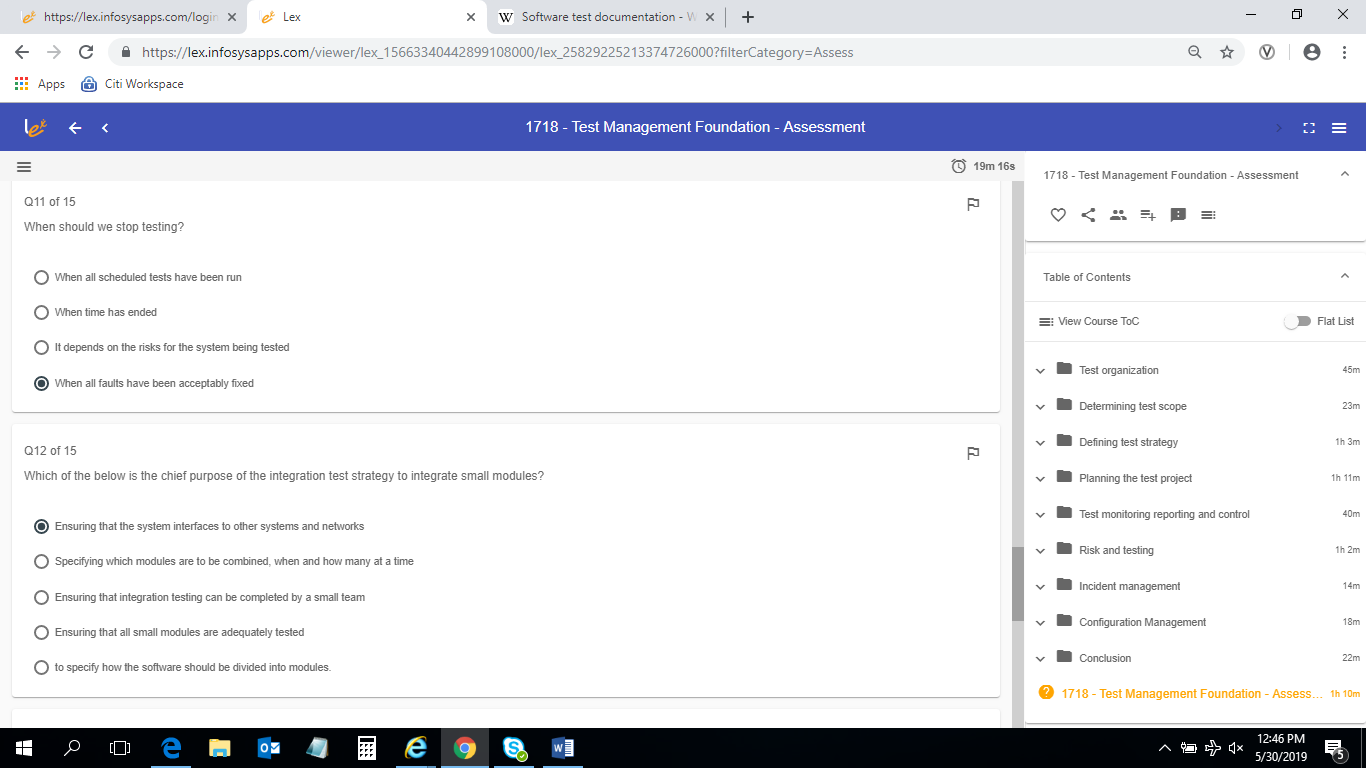 https://lex.infosysapps.com/login
Lex
Software test documentation - W
https://lex.infosysapps.com/viewer/lex_15663340442899108000/lex_25829225213374726000?filterCategory=Assess
Apps
Citi Workspace
lex
1718 - Test Management Foundation - Assessment
19m 16s
Q11 of 15
When should we stop testing?
When all scheduled tests have been run
When time has ended
It depends on the risks for the system being tested
When all faults have been acceptably fixed
Q12 of 15
Which of the below is the chief purpose of the integration test strategy to integrate small modules?
Ensuring that the system interfaces to other systems and networks
Specifying which modules are to be combined, when and how many at a time
Ensuring that integration testing can be completed by a small team
Ensuring that all small modules are adequately tested
to specify how the software should be divided into modules.
1718 - Test Management Foundation - Assessment
Table of Contents
View Course ToC Flat List
Test organization 45m
Determining test scope 23m
Defining test strategy 1h 3m
Planning the test project 1h 11m
Test monitoring reporting and control 40m
Risk and testing 1h 2m
Incident management 14m
Configuration Management 18m
Conclusion 22m
1718 - Test Management Foundation - Assess... 1h 10m
12:46 PM
5/30/2019
5